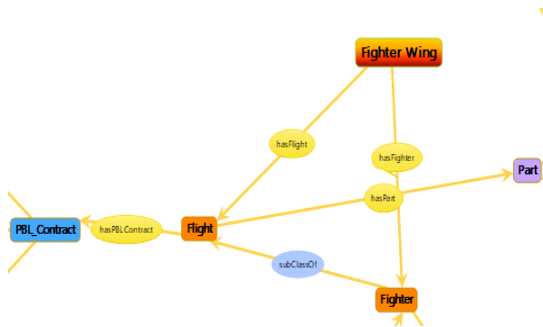 Fighter Wing
hasFlight
hasFighter
Part
hasPart
PBL_Contract
hasPBLContract
Flight
subClassOf
Fighter